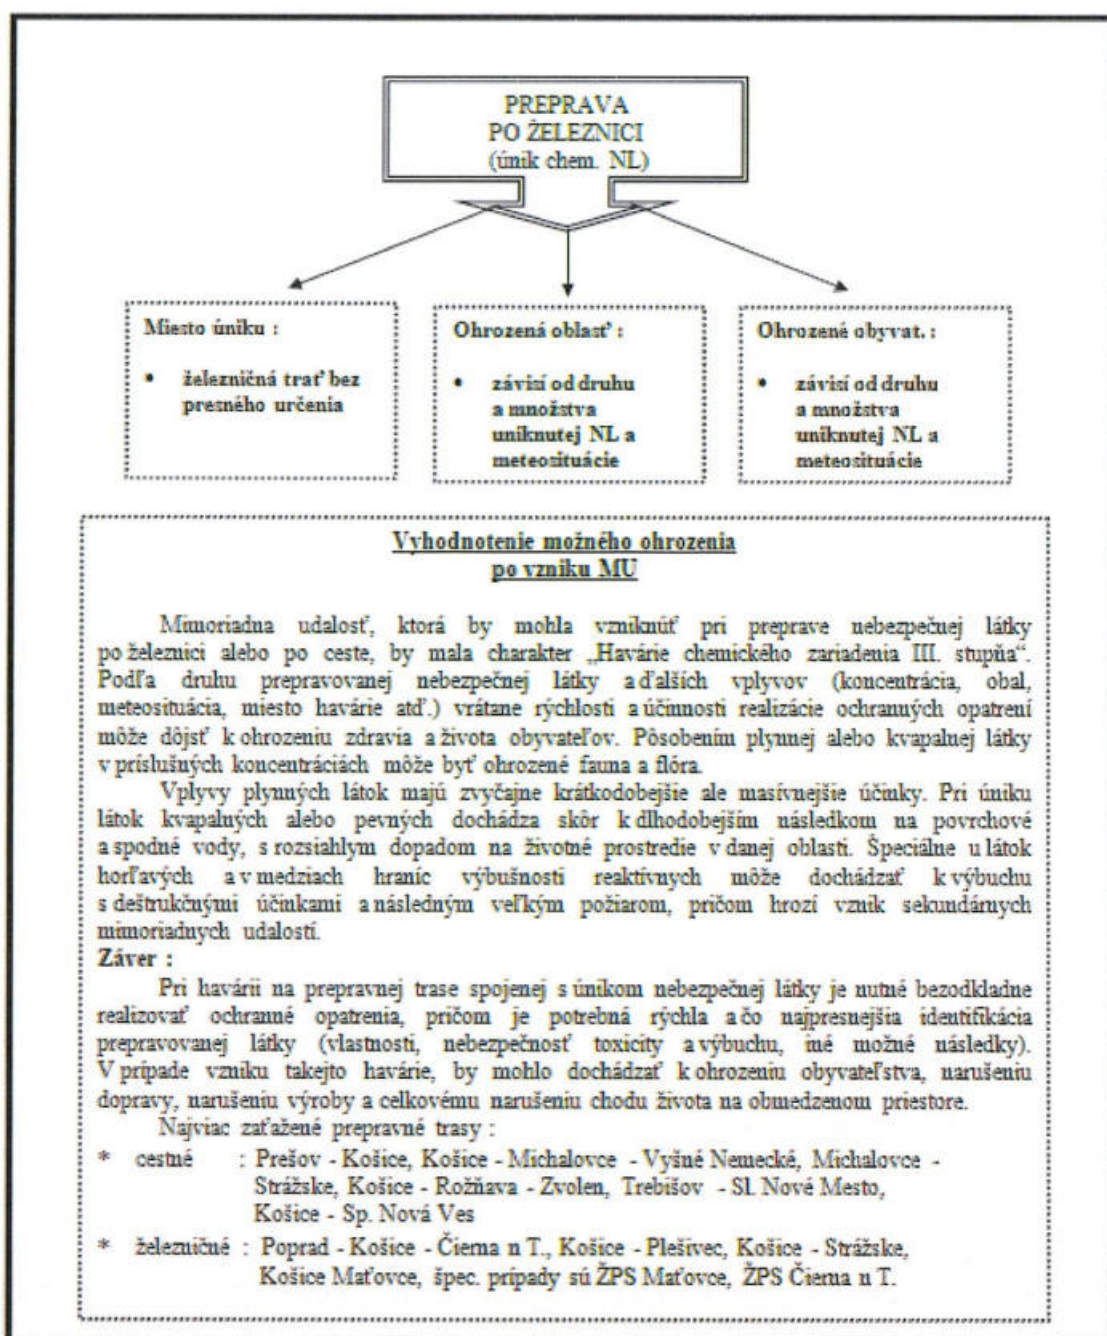 PREPRAVA
PO ŽELEZNICI
(únik chem. NL)
Miesto úniku :
• železničná trať bez
presného určenia
Ohrozená oblasť :
• závisí od druhu
a množstva
uniknutej NL a
meteosituácie
Ohrozené obyvat. :
• závisí od druhu
a množstva
uniknutej NL a
meteosituácie
Vyhodnotenie možného ohrozenia
po vzniku MU
Mimoriadna udalosť, ktorá by mohla vzniknúť pri preprave nebezpečnej látky
po železnici alebo po ceste, by mala charakter „Havárie chemického zariadenia III. stupňa“.
Podľa druhu prepravovanej nebezpečnej látky a ďalších vplyvov (koncentrácia, obal,
meteosituácia, miesto havárie atď.) vrátane rýchlosti a účinnosti realizácie ochranných opatrení
môže dôjsť k ohrozeniu zdravia a života obyvateľov. Pôsobením plynnej alebo kvapalnej látky
v príslušných koncentráciách môže byť ohrozené fauna a flóra.
Vplyvy plynných látok majú zvyčajne krátkodobejšie ale masívnejšie účinky. Pri úniku
látok kvapalných alebo pevných dochádza skôr k dlhodobejším následkom na povrchové
a spodné vody, s rozsiahlym dopadom na životné prostredie v danej oblasti. Špeciálne u látok
horľavých a v medziach hraníc výbušnosti reaktívnych môže dochádzať k výbuchu
s deštrukčnými účinkami a následným veľkým požiarom, pričom hrozí vznik sekundárnych
mimoriadnych udalostí.
Záver :
Pri havárii na prepravnej trase spojenej s únikom nebezpečnej látky je nutné bezodkladne
realizovať ochranné opatrenia, pričom je potrebná rýchla a čo najpresnejšia identifikácia
prepravovanej látky (vlastnosti, nebezpečnosť toxicity a výbuchu, iné možné následky).
V prípade vzniku takejto havárie, by mohlo dochádzať k ohrozeniu obyvateľstva, narušeniu
dopravy, narušeniu výroby a celkovému narušeniu chodu života na obmedzenom priestore.
Najviac zaťažené prepravné trasy :
* cestné : Prešov - Košice, Košice - Michalovce - Vyšné Nemecké, Michalovce -
Strážske, Košice - Rožňava - Zvolen, Trebišov - Sl. Nové Mesto,
Košice - Sp. Nová Ves
* železničné : Poprad - Košice - Čierna n T., Košice - Plešivec, Košice - Strážske,
Košice Maťovce, špec. prípady sú ŽPS Maťovce, ŽPS Čierna n T.